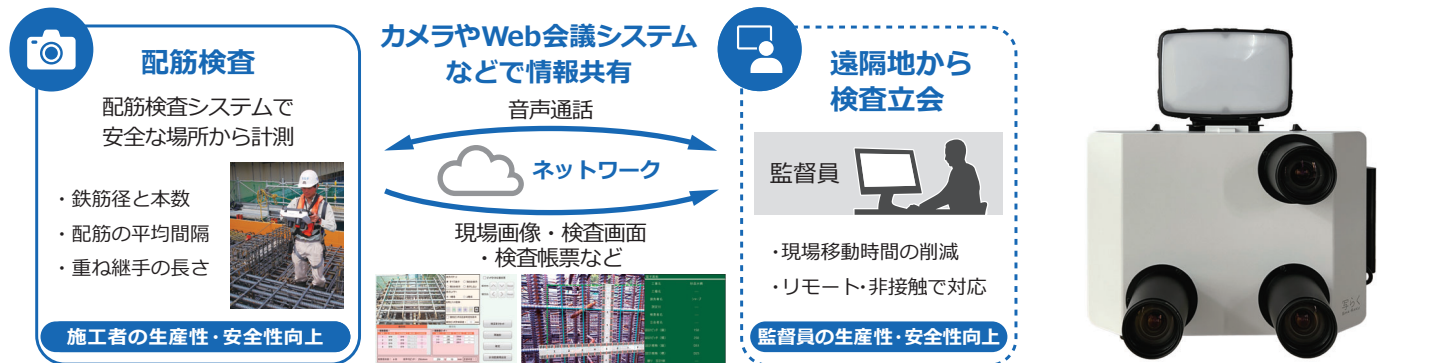 配筋検査
配筋検査システムで
安全な場所から計測
・鉄筋径と本数
・配筋の平均間隔
・重ね継手の長さ
施工者の生産性・安全性向上
カメラやWeb会議システム
などで情報共有
音声通話
ネットワーク
現場画像・検査画面
・検査帳票など
遠隔地から
検査立会
監督員
・現場移動時間の削減
・リモート・非接触で対応
監督員の生産性・安全性向上